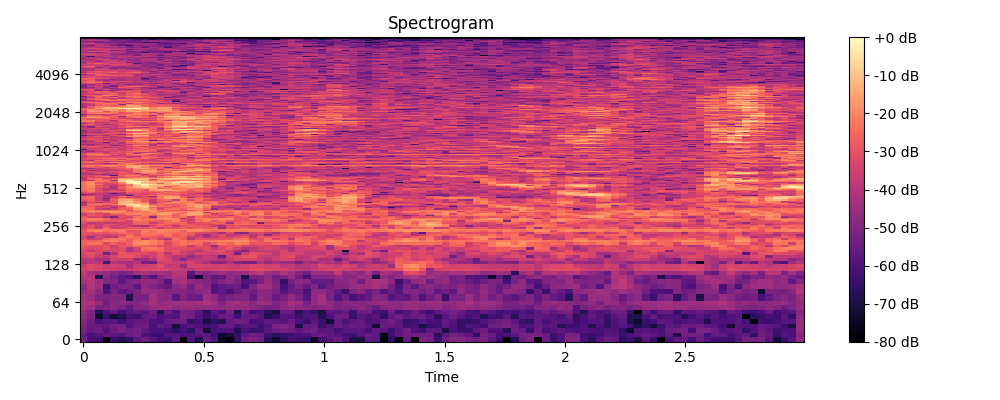 Spectrogram
Hz
4096
2048
1024
512
256
128
64
0
0
0.5
1
1.5
2
2.5
Time
+0 dB
-10 dB
-20 dB
-30 dB
-40 dB
-50 dB
-60 dB
-70 dB
-80 dB